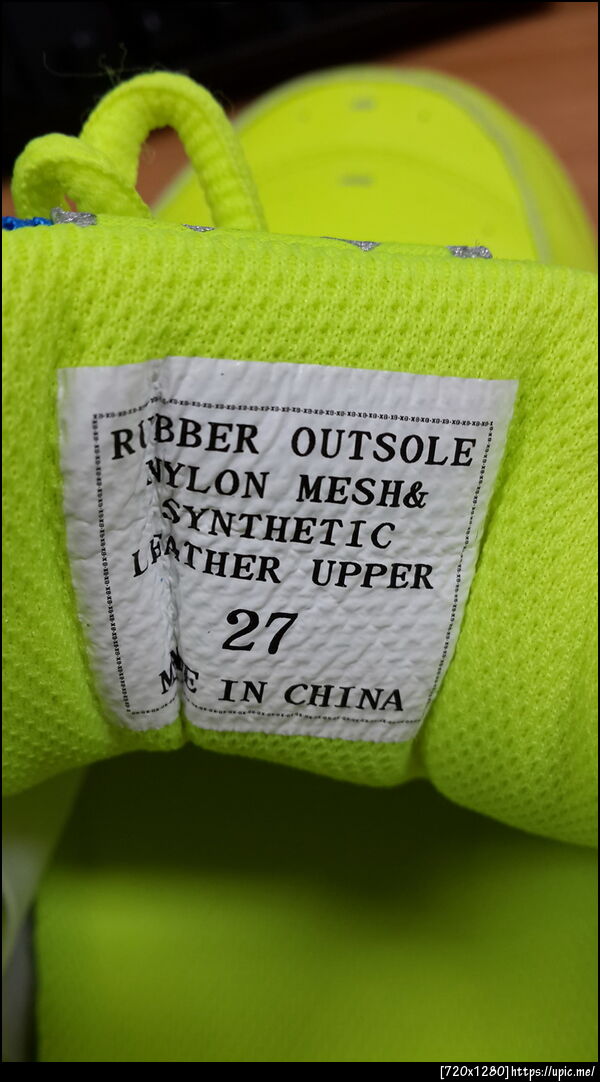 RUBBER OUTSOLE
NYLON MESH&
SYNTHETIC
LEATHER UPPER
27
MADE IN CHINA
[720x1280]https://upic.me/